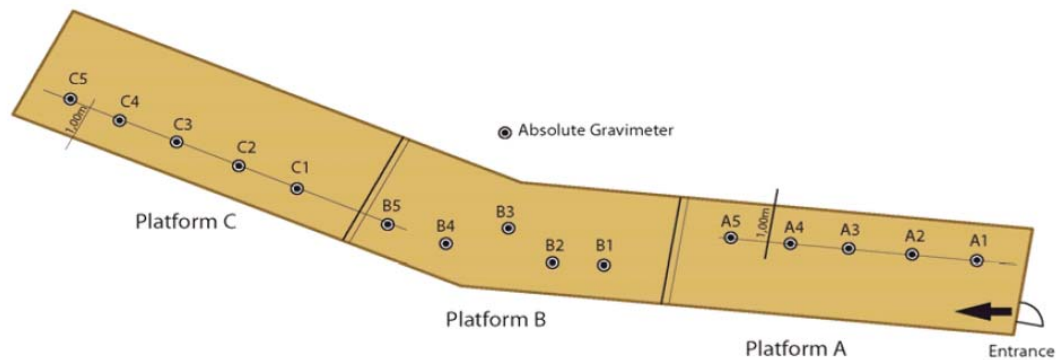 C5
C4
1,00m
C3
C2
C1
Absolute Gravimeter
Platform C
B5
B4
B3
B2
B1
Platform B
A5
1,00m
A4
A3
A2
A1
Platform A
Entrance